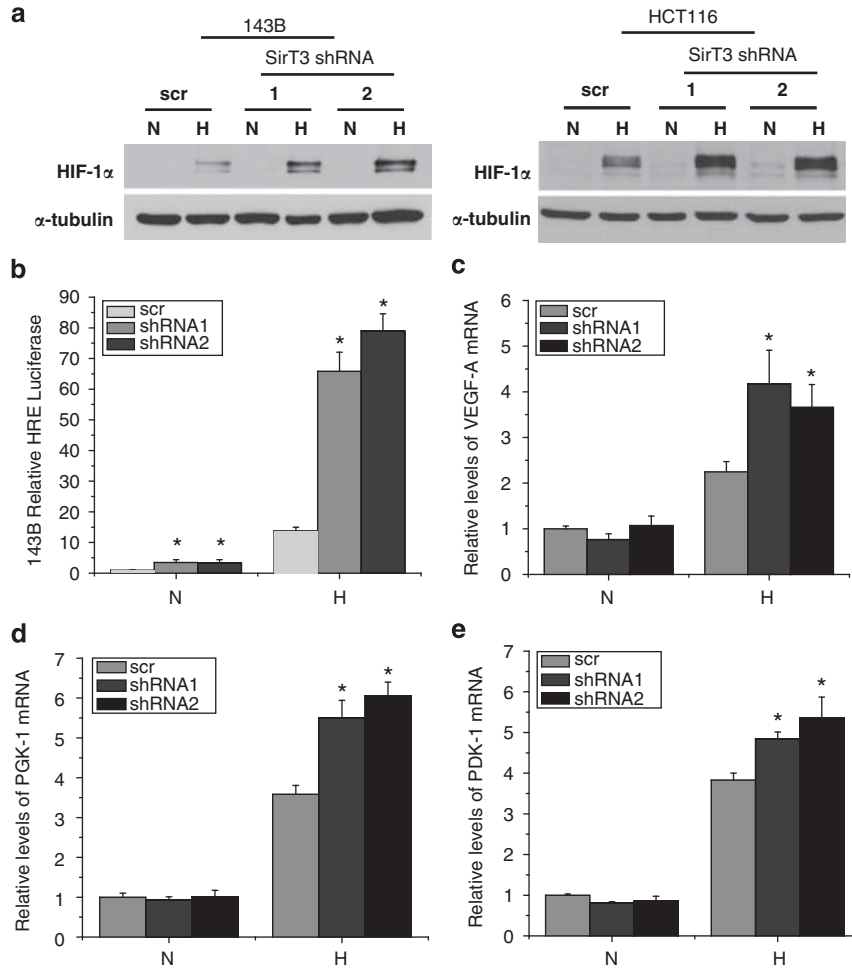 a
143B
SirT3 shRNA
scr 1 2
N H N H N H
HIF-1α
α-tubulin
HCT116
SirT3 shRNA
scr 1 2
N H N H N H
HIF-1α
α-tubulin
b
143B Relative HRE Luciferase
90
80
70
60
50
40
30
20
10
0
scr
shRNA1
shRNA2
* *
* *
N H
c
Relative levels of VEGF-A mRNA
6
5
4
3
2
1
0
scr
shRNA1
shRNA2
* *
N H
d
Relative levels of PGK-1 mRNA
7
6
5
4
3
2
1
0
scr
shRNA1
shRNA2
* *
N H
e
Relative levels of PDK-1 mRNA
7
6
5
4
3
2
1
0
scr
shRNA1
shRNA2
* *
N H